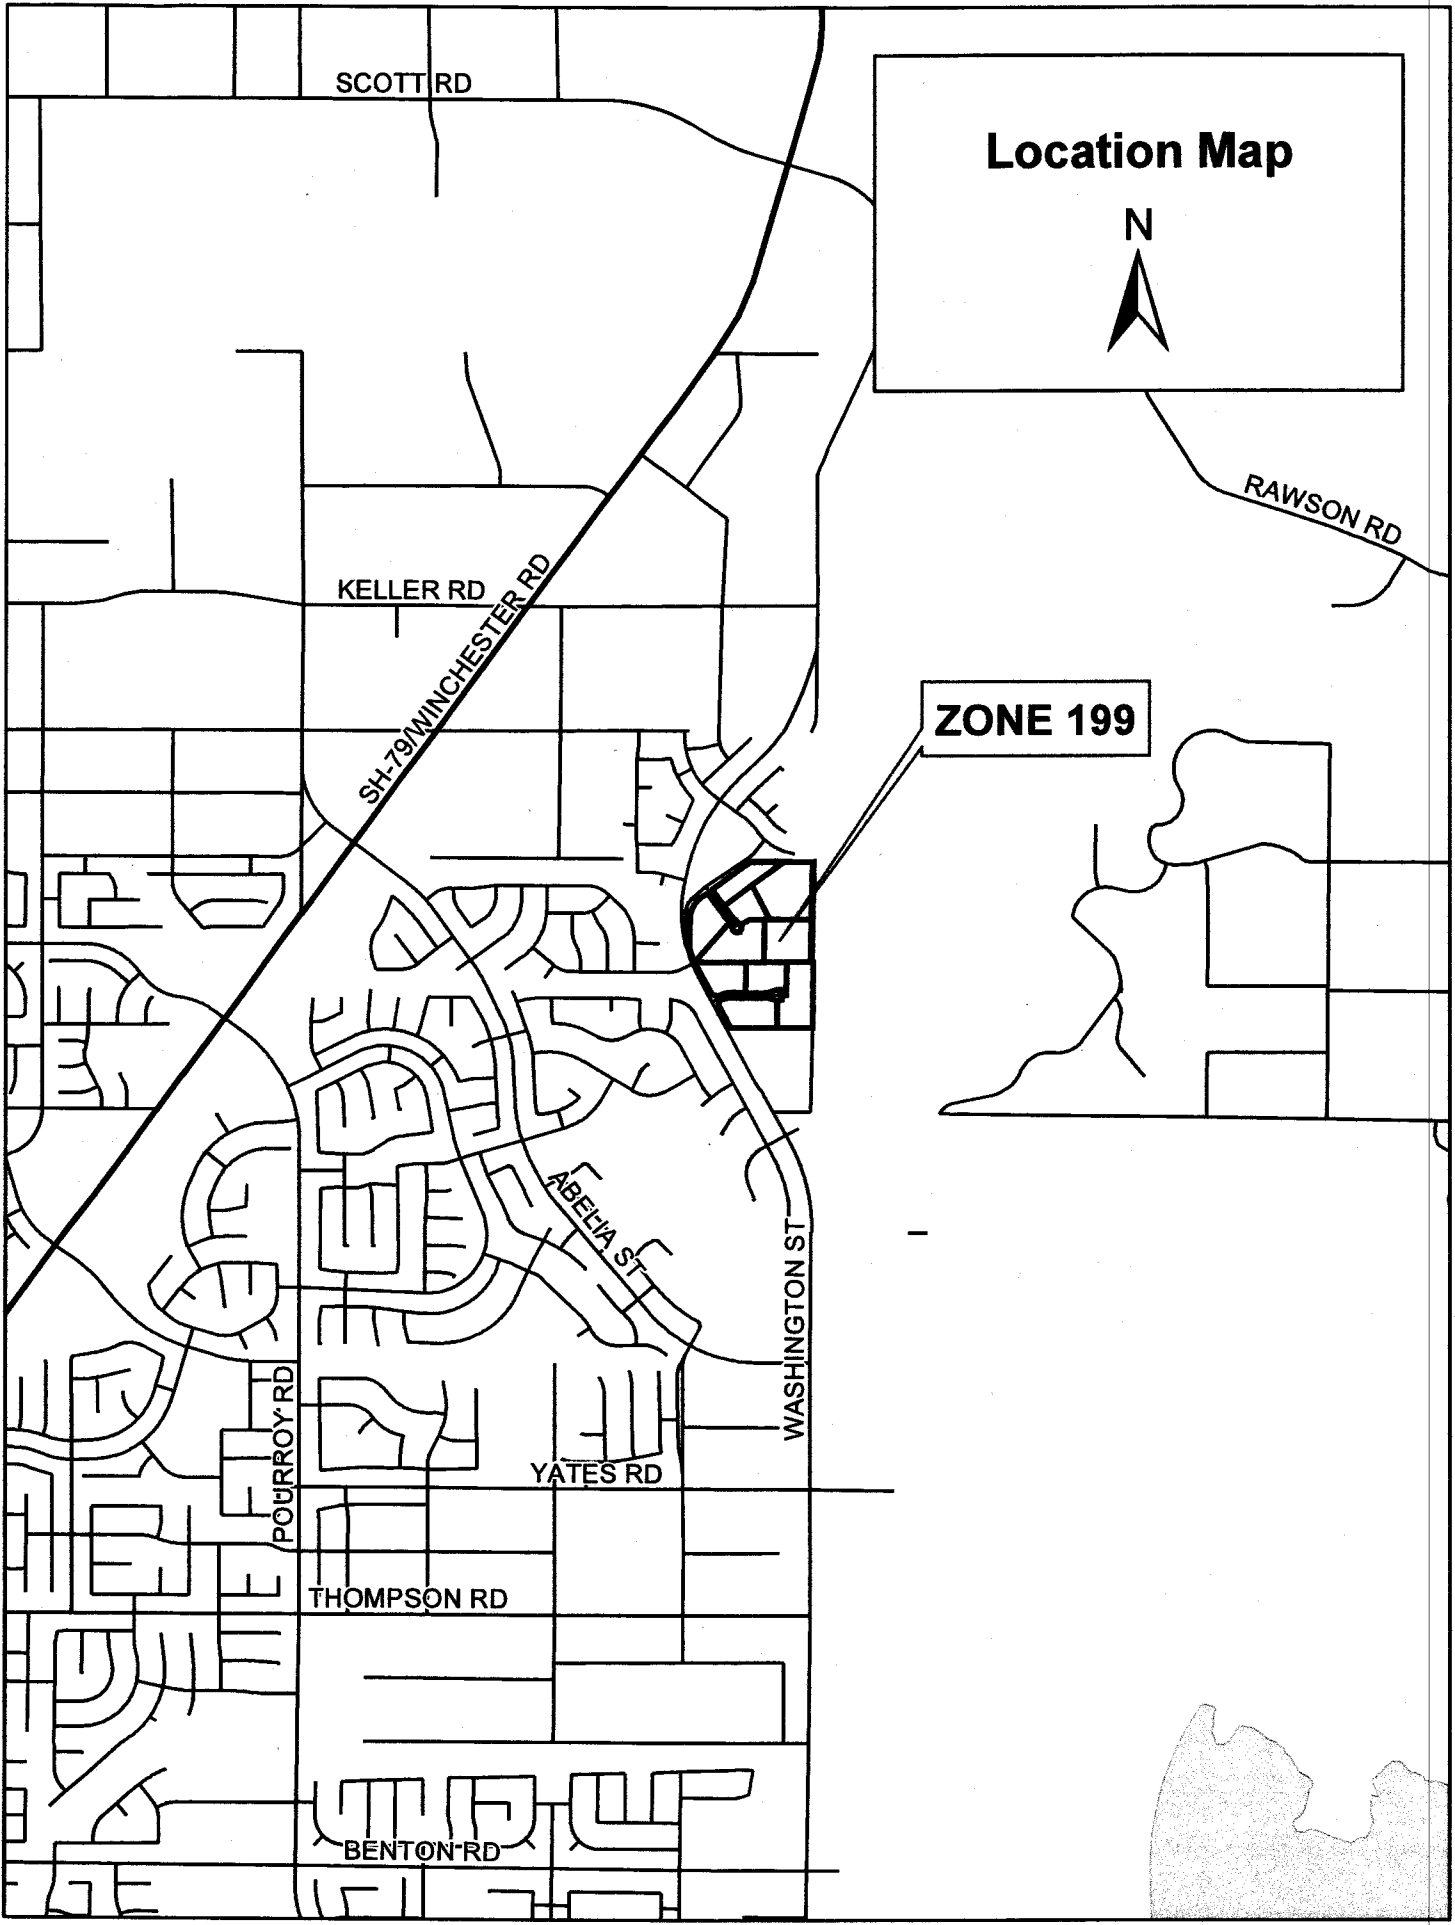 SCOTT RD
Location Map
N
RAWSON RD
KELLER RD
SH-79/WINCHESTER RD
ZONE 199
ABELIA ST
WASHINGTON ST
POURROY RD
YATES RD
THOMPSON RD
BENTON RD